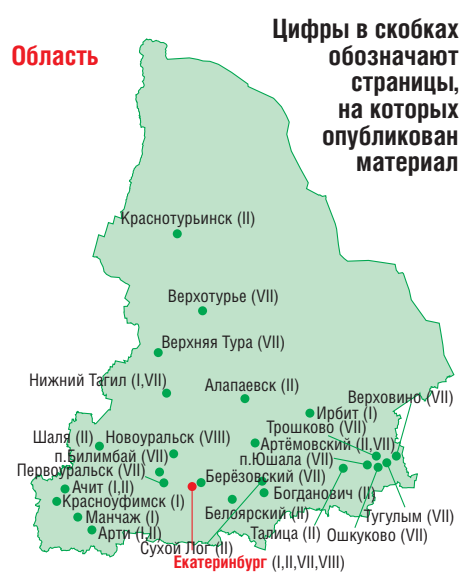 Область
Цифры в скобках
обозначают
страницы,
на которых
опубликован
материал
Краснотурьинск (II)
Верхотурье (VII)
Верхняя Тура (VII)
Нижний Тагил (I,VII)
Алапаевск (II)
Верховино (VII)
Ирбит (I)
Трошково (VII)
Шаля (II)
Новоуральск (VIII)
Артёмовский (II,VII)
п.Билимбай (VII)
п.Юшала (VII)
Первоуральск (VII)
Берёзовский (VII)
Ачит (I,II)
Богданович (II)
Красноуфимск (I)
Белоярский (II)
Тугулым (VII)
Манчаж (I)
Талица (II)
Ошкуково (VII)
Арти (I,II)
Сухой Лог (II)
Екатеринбург (I,II,VII,VIII)